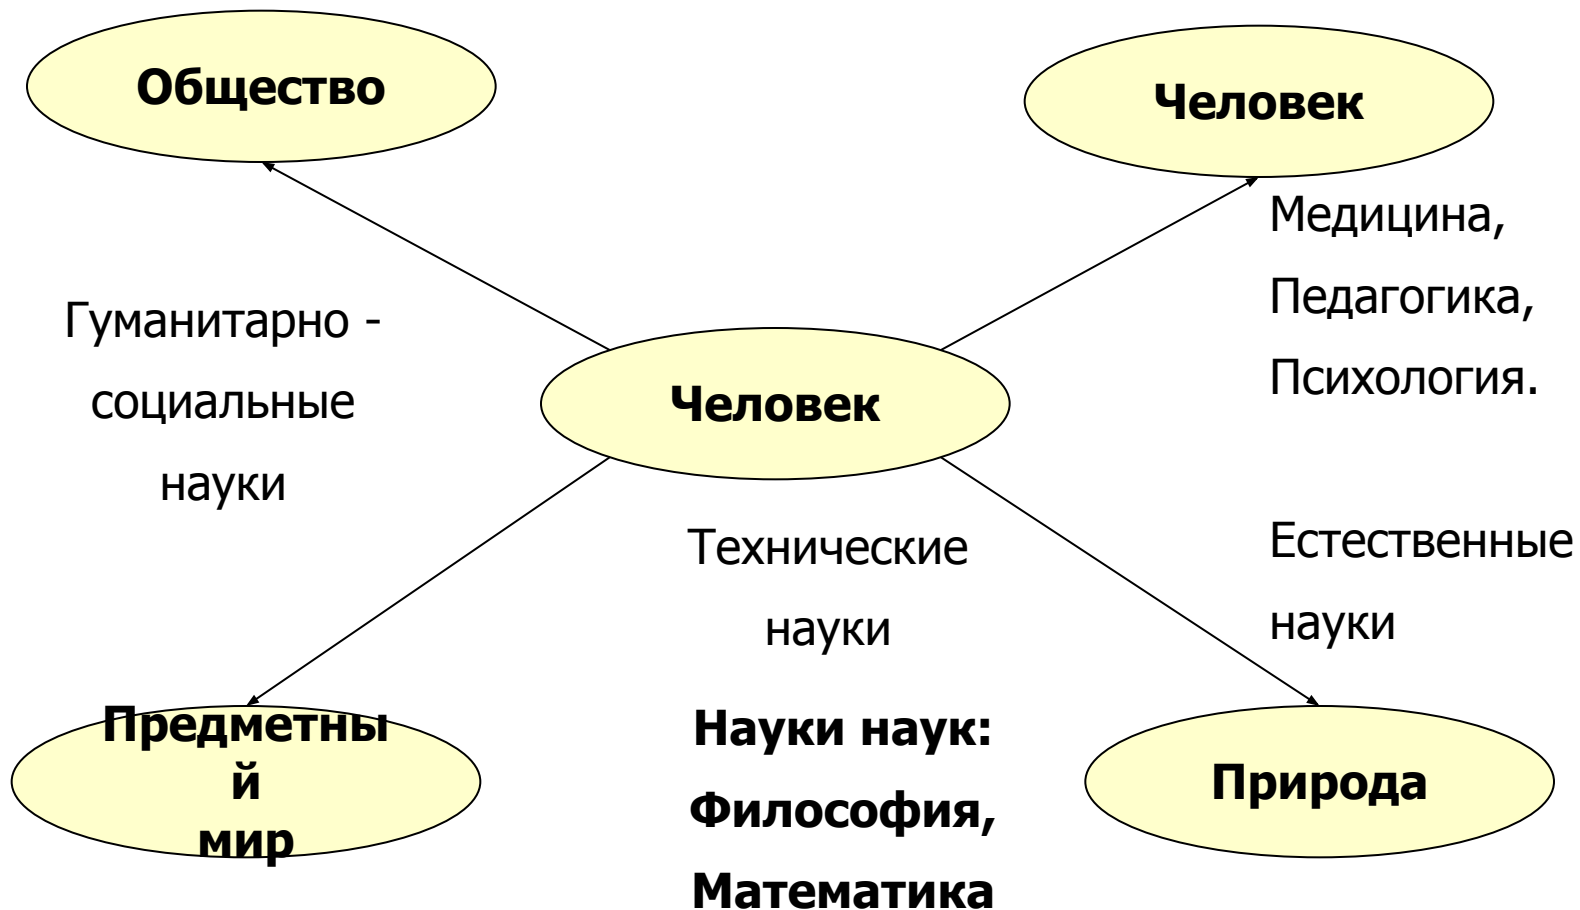 Общество
Человек
Медицина,
Педагогика,
Психология.
Гуманитарно -
социальные
науки
Человек
Технические
науки
Естественные
науки
Предметны
й
мир
Науки наук:
Философия,
Математика
Природа